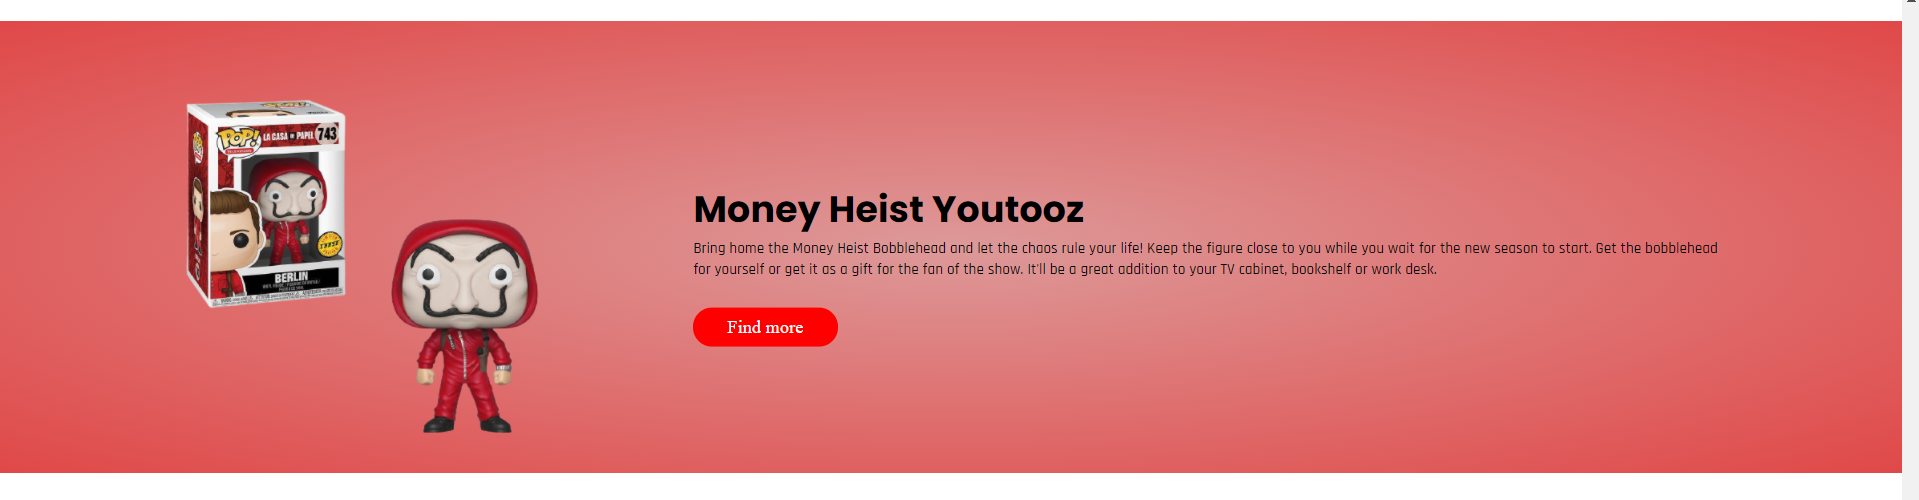 POP!
LA CASA DE PAPEL
743
BERLIN
Money Heist Youtooz
Bring home the Money Heist Bobblehead and let the chaos rule your life! Keep the figure close to you while you wait for the new season to start. Get the bobblehead
for yourself or get it as a gift for the fan of the show. It'll be a great addition to your TV cabinet, bookshelf or work desk.
Find more